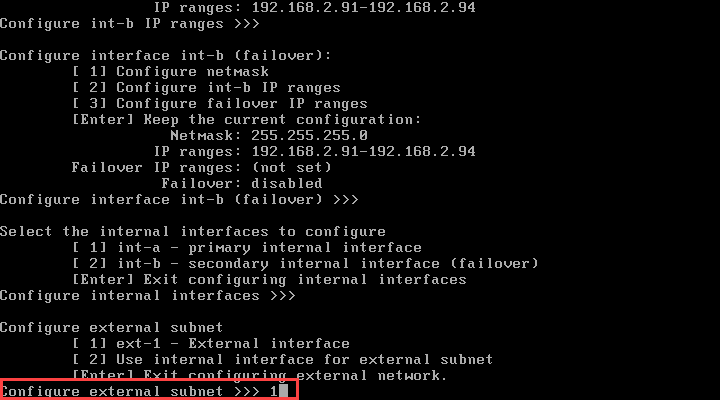 IP ranges: 192.168.2.91-192.168.2.94
Configure int-b IP ranges >>>
Configure interface int-b (failover):
[ 1] Configure netmask
[ 2] Configure int-b IP ranges
[ 3] Configure failover IP ranges
[Enter] Keep the current configuration:
Netmask: 255.255.255.0
IP ranges: 192.168.2.91-192.168.2.94
Failover IP ranges: (not set)
Failover: disabled
Configure interface int-b (failover) >>>
Select the internal interfaces to configure
[ 1] int-a - primary internal interface
[ 2] int-b - secondary internal interface (failover)
[Enter] Exit configuring internal interfaces
Configure internal interfaces >>>
Configure external subnet
[ 1] ext-1 - External interface
[ 2] Use internal interface for external subnet
[Enter] Exit configuring external network.
Configure external subnet >>> 1